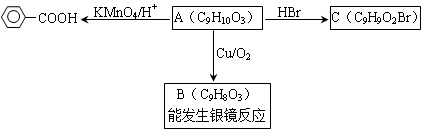 COOH KMnO₄/H⁺ A（C₉H₁₀O₃） HBr C（C₉H₉O₂Br）
Cu/O₂
B（C₉H₈O₃）
能发生银镜反应